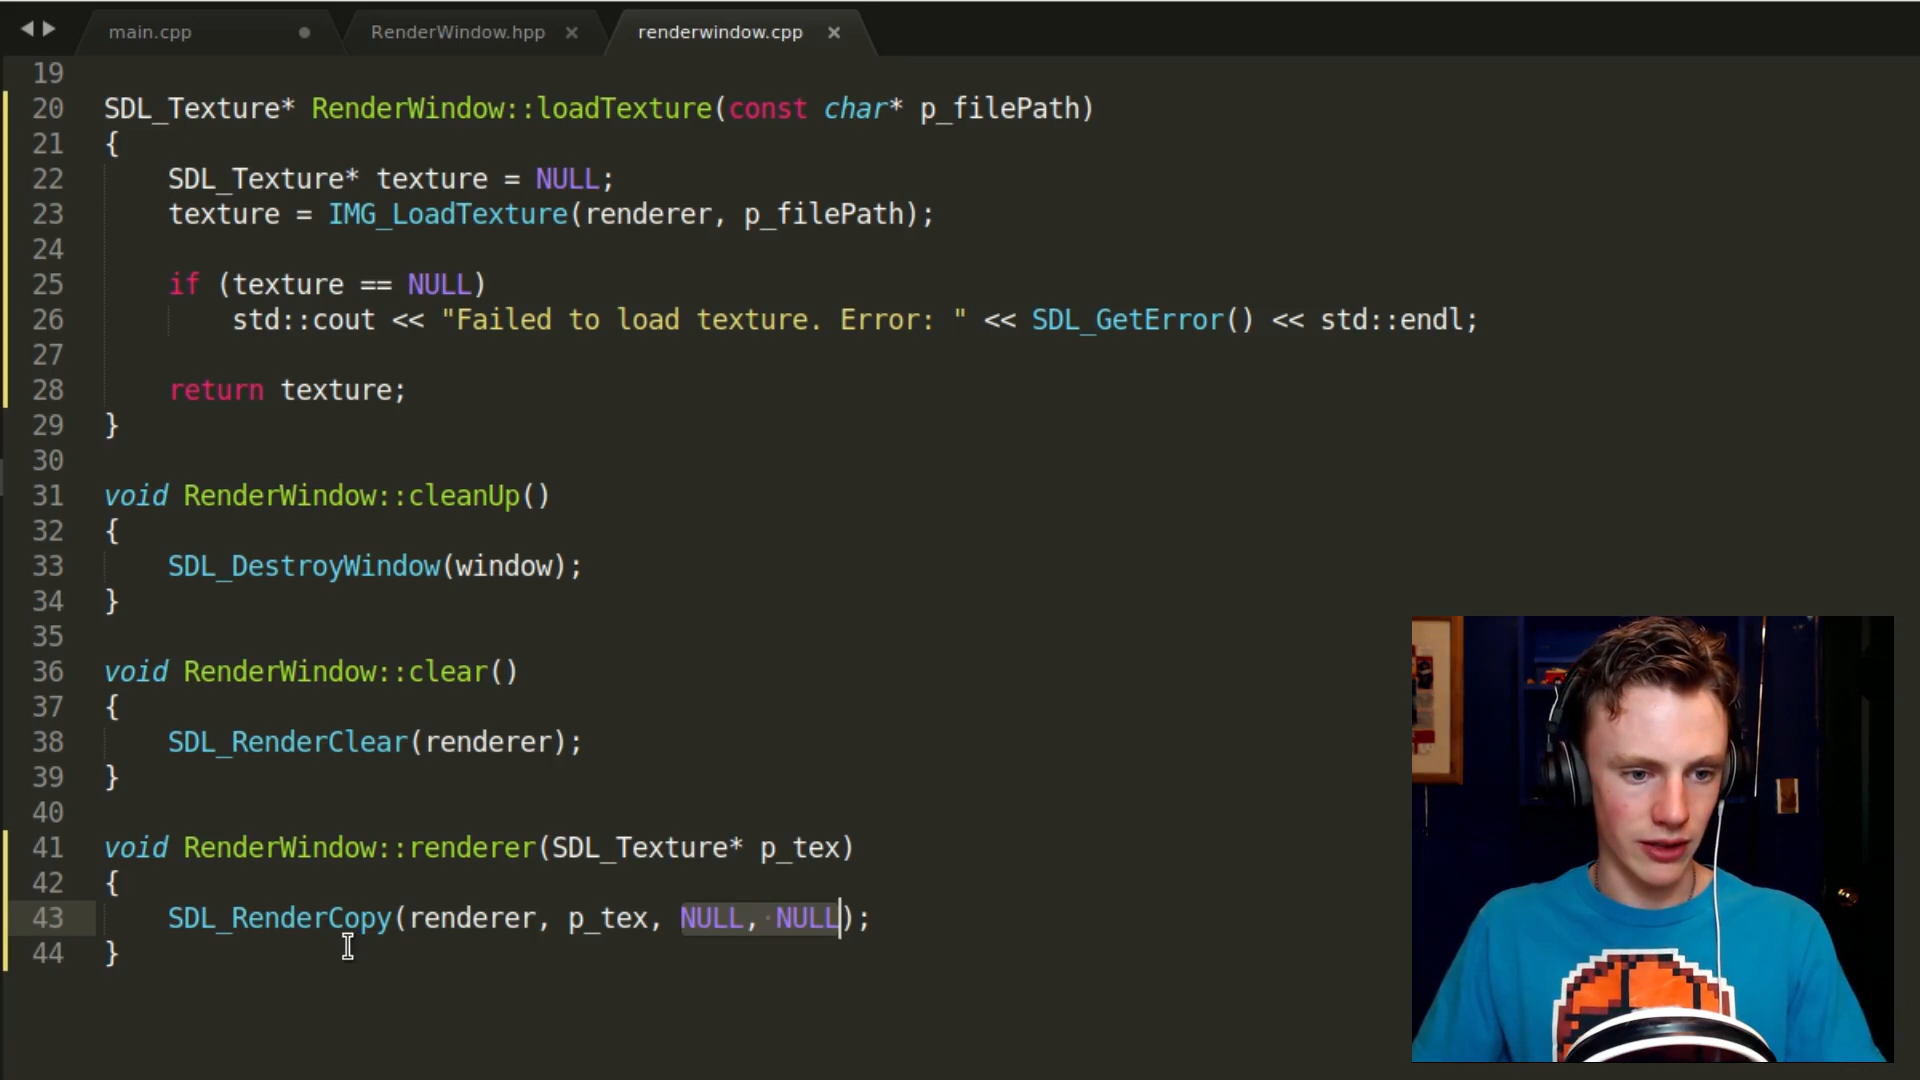 main.cpp RenderWindow.hpp renderwindow.cpp
19
20 SDL_Texture* RenderWindow::loadTexture(const char* p_filePath)
21 {
22 SDL_Texture* texture = NULL;
23 texture = IMG_LoadTexture(renderer, p_filePath);
24
25 if (texture == NULL)
26 std::cout << "Failed to load texture. Error: " << SDL_GetError() << std::endl;
27
28 return texture;
29 }
30
31 void RenderWindow::cleanUp()
32 {
33 SDL_DestroyWindow(window);
34 }
35
36 void RenderWindow::clear()
37 {
38 SDL_RenderClear(renderer);
39 }
40
41 void RenderWindow::renderer(SDL_Texture* p_tex)
42 {
43 SDL_RenderCopy(renderer, p_tex, NULL, NULL);
44 }